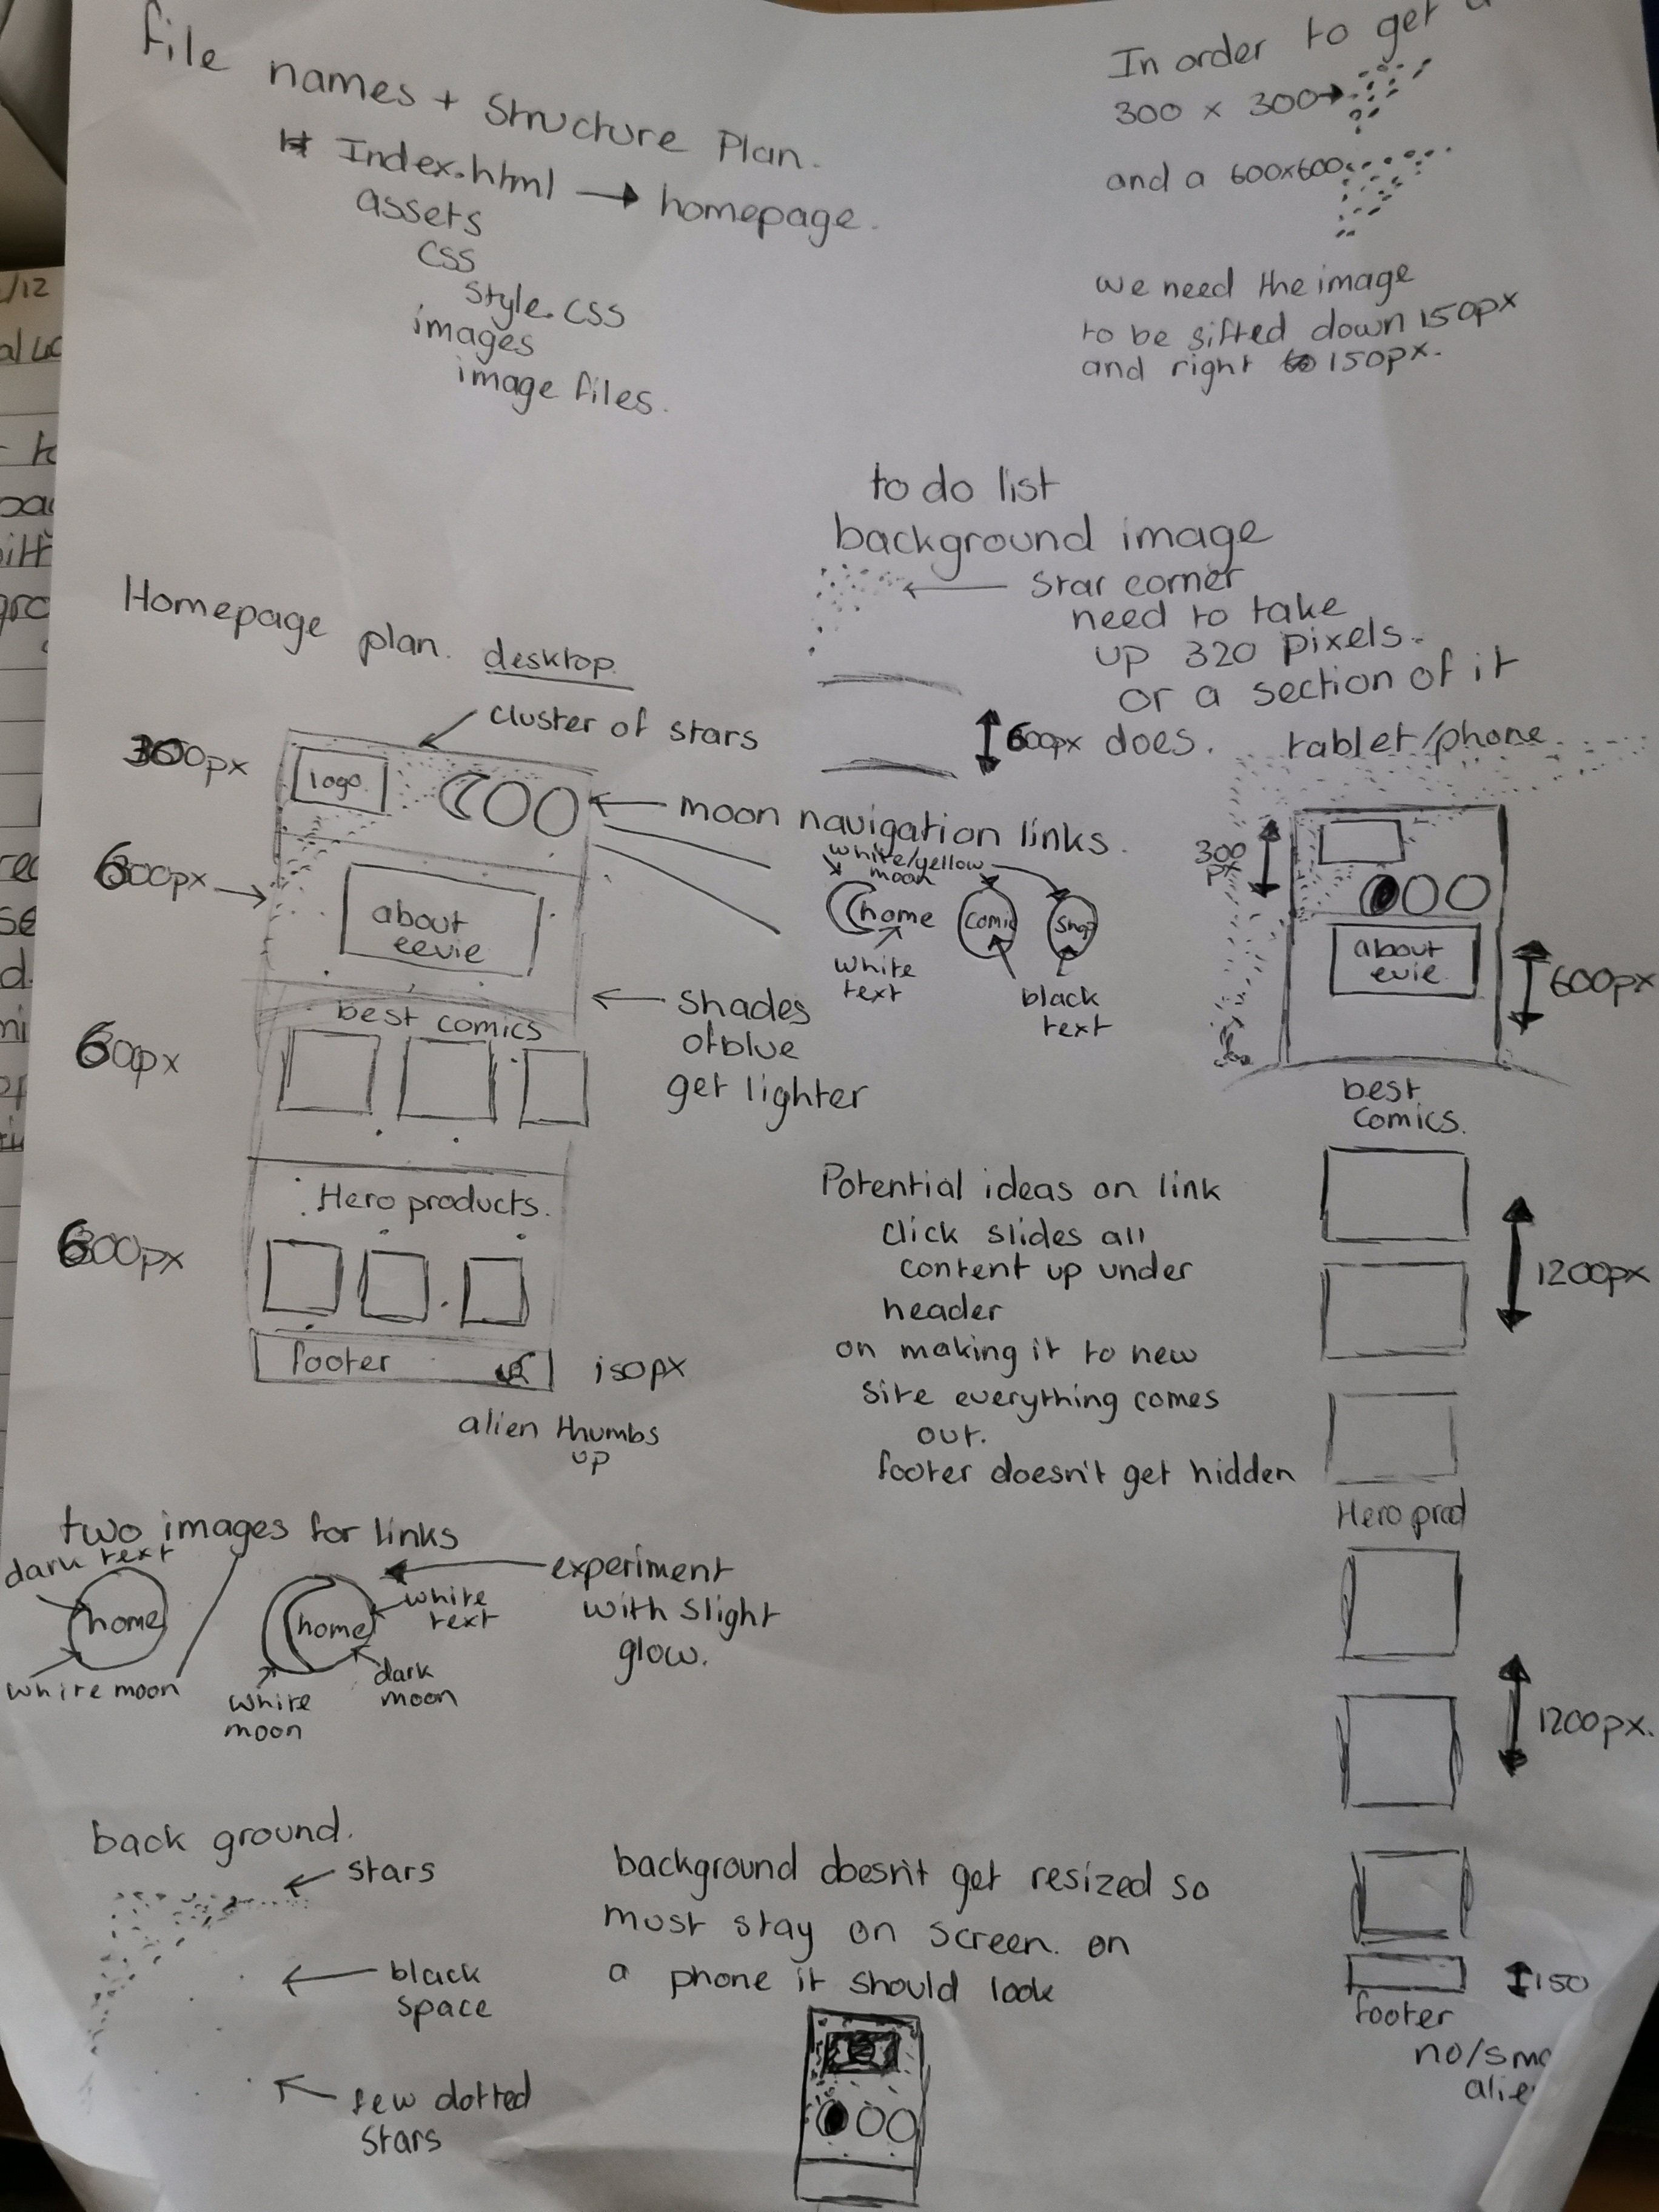 file names + Structure Plan.
Index.html → homepage.
assets
css
style.css
images
image files.
In order to get
300 x 300→
and a 600x600
we need the image
to be sifted down 150px
and right 150px.
to do list
background image
Star corner
need to take
up 320 pixels.
or a section of it
600px does.
Homepage plan. desktop
cluster of stars
300px
logo
moon navigation links.
white/yellow
moon
home
Comic
Shop
white
text
black
text
600px
about
eevie
Shades
of blue
get lighter
best comics
600px
Hero products.
600px
footer
150px
alien thumbs
up
tablet/phone
300
px
about
evie
600px
best
Comics.
1200px
Hero prod
1200px.
150
footer
no/
Potential ideas on link
click slides all
content up under
header
on making it to new
site everything comes
out.
footer doesn't get hidden
two images for links
dark text
home
white moon
home
white
text
dark
moon
white
moon
experiment
with slight
glow.
back ground.
stars
black
space
few dotted
stars
background doesn't get resized so
must stay on screen. on
a phone it should look